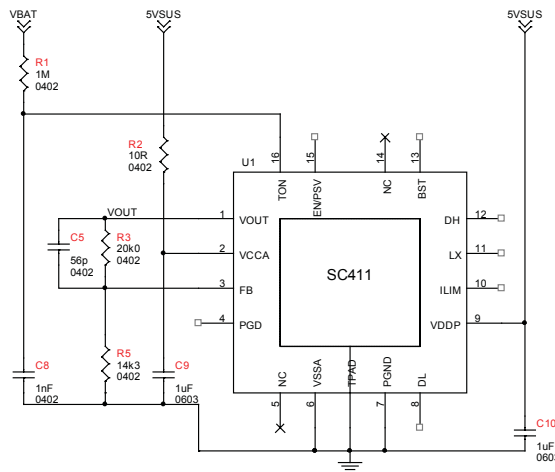 VBAT
5VSUS
5VSUS
R1
1M
0402
R2
10R
0402
U1
16
15
14
13
TON
EN/PSV
NC
BST
VOUT
1
VOUT
DH
12
C5
56p
0402
R3
20k0
0402
2
VCCA
LX
11
SC411
3
FB
ILIM
10
4
PGD
VDDP
9
R5
14k3
0402
C8
1nF
0402
C9
1uF
0603
NC
VSSA
TPAD
PGND
DL
5
6
7
8
C10
1uF